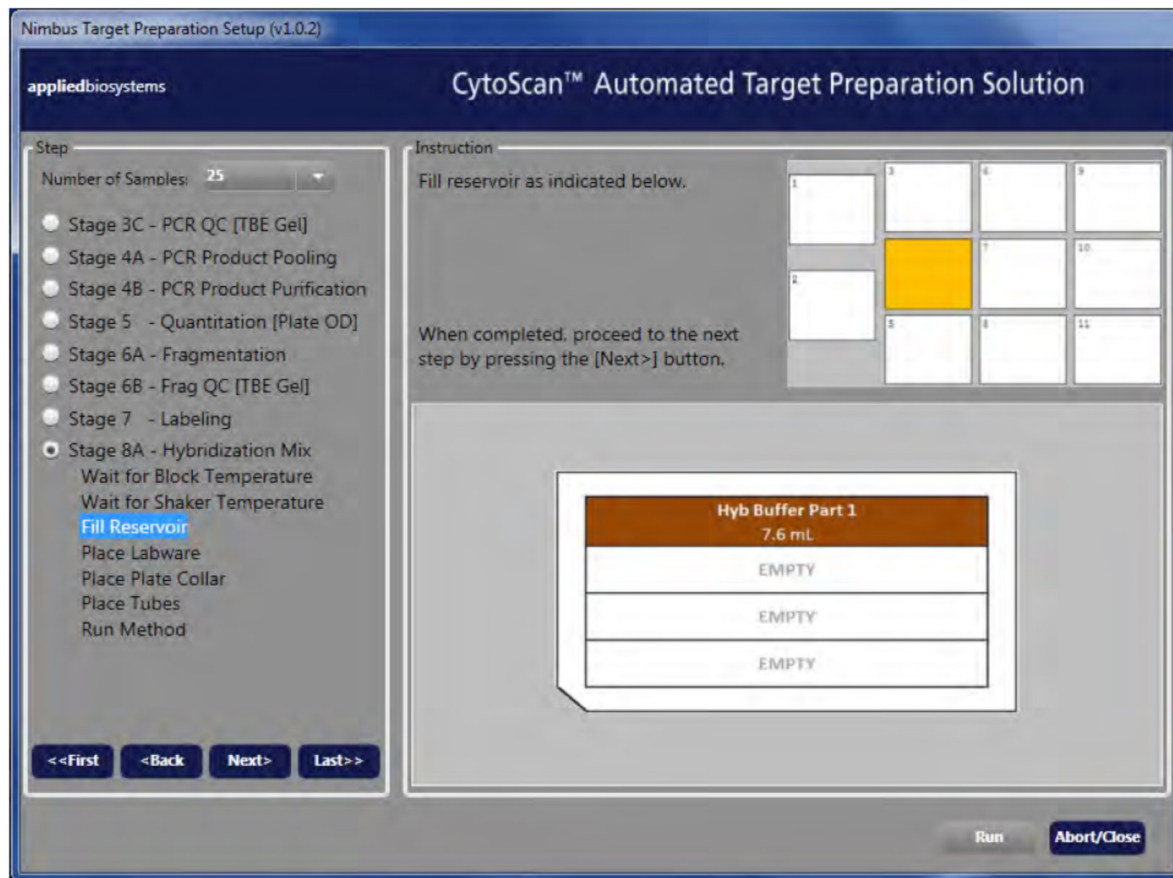 Nimbus Target Preparation Setup (v1.0.2)
appliedbiosystems
CytoScan™ Automated Target Preparation Solution
Step
Number of Samples: 25
Stage 3C - PCR QC [TBE Gel]
Stage 4A - PCR Product Pooling
Stage 4B - PCR Product Purification
Stage 5 - Quantitation [Plate OD]
Stage 6A - Fragmentation
Stage 6B - Frag QC [TBE Gel]
Stage 7 - Labeling
Stage 8A - Hybridization Mix
Wait for Block Temperature
Wait for Shaker Temperature
Fill Reservoir
Place Labware
Place Plate Collar
Place Tubes
Run Method
<<First <Back Next> Last>>
Instruction
Fill reservoir as indicated below.
When completed, proceed to the next
step by pressing the [Next>] button.
1 3 6 9
2 7 10
5 8 11
Hyb Buffer Part 1
7.6 mL
EMPTY
EMPTY
EMPTY
Run Abort/Close